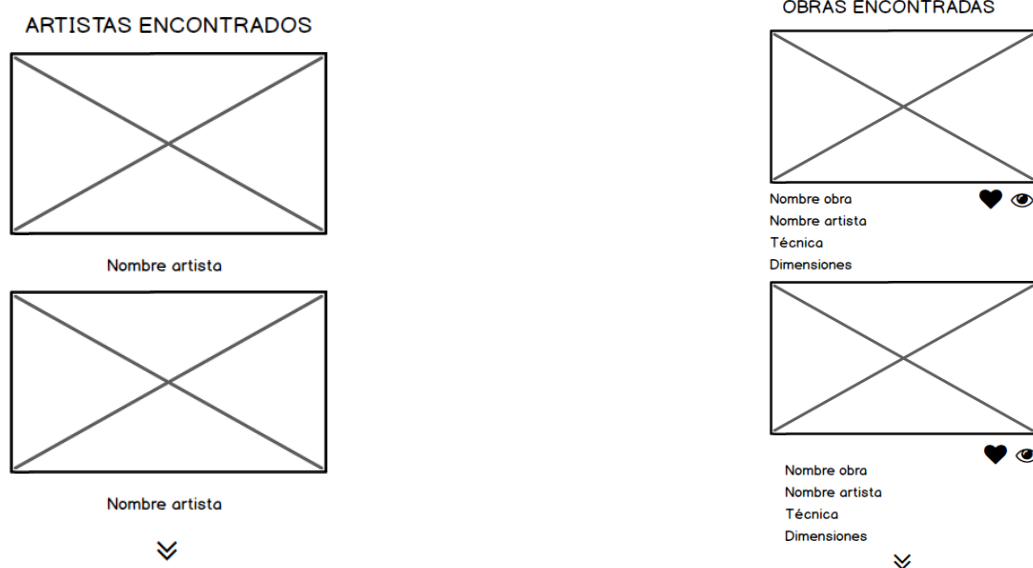 ARTISTAS ENCONTRADOS
Nombre artista
Nombre artista
OBRAS ENCONTRADAS
Nombre obra
Nombre artista
Técnica
Dimensiones
Nombre obra
Nombre artista
Técnica
Dimensiones